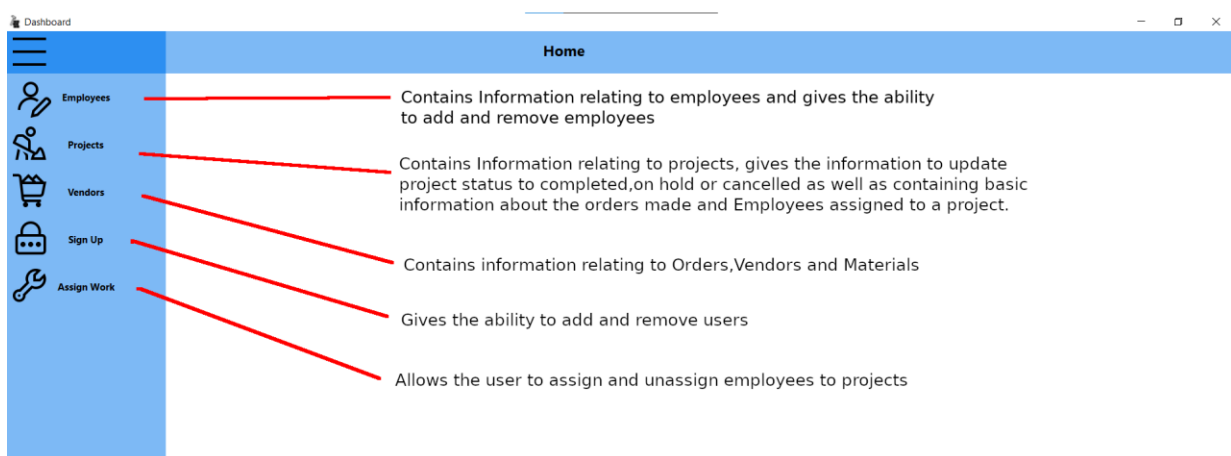 Dashboard
Home
Employees
Contains Information relating to employees and gives the ability
to add and remove employees
Projects
Contains Information relating to projects, gives the information to update
project status to completed,on hold or cancelled as well as containing basic
information about the orders made and Employees assigned to a project.
Vendors
Contains information relating to Orders,Vendors and Materials
Sign Up
Gives the ability to add and remove users
Assign Work
Allows the user to assign and unassign employees to projects